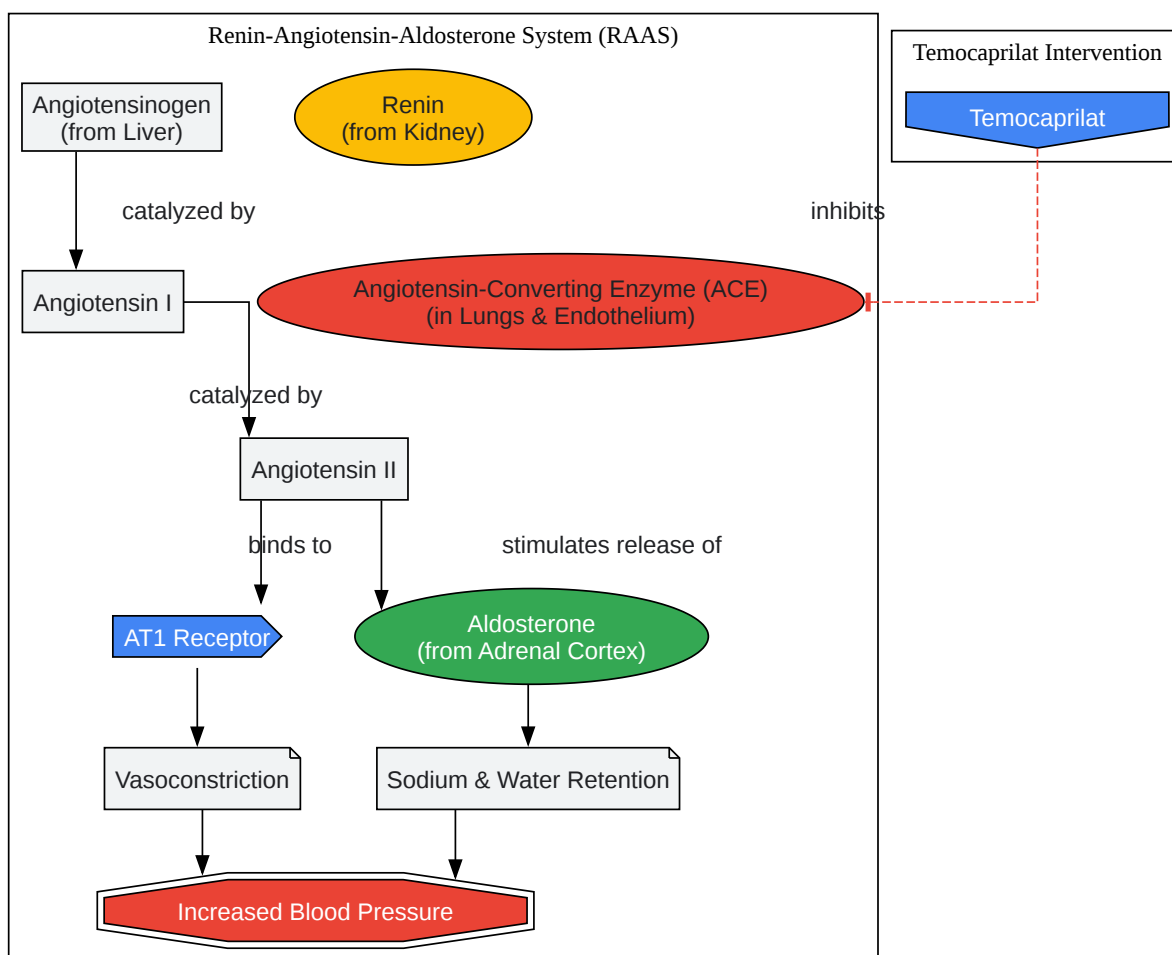 Renin-Angiotensin-Aldosterone System (RAAS)
Temocaprilat Intervention
Angiotensinogen
(from Liver)
Renin
(from Kidney)
Temocaprilat
catalyzed by
inhibits
Angiotensin I
Angiotensin-Converting Enzyme (ACE)
(in Lungs & Endothelium)
catalyzed by
Angiotensin II
binds to
stimulates release of
AT1 Receptor
Aldosterone
(from Adrenal Cortex)
Vasoconstriction
Sodium & Water Retention
Increased Blood Pressure